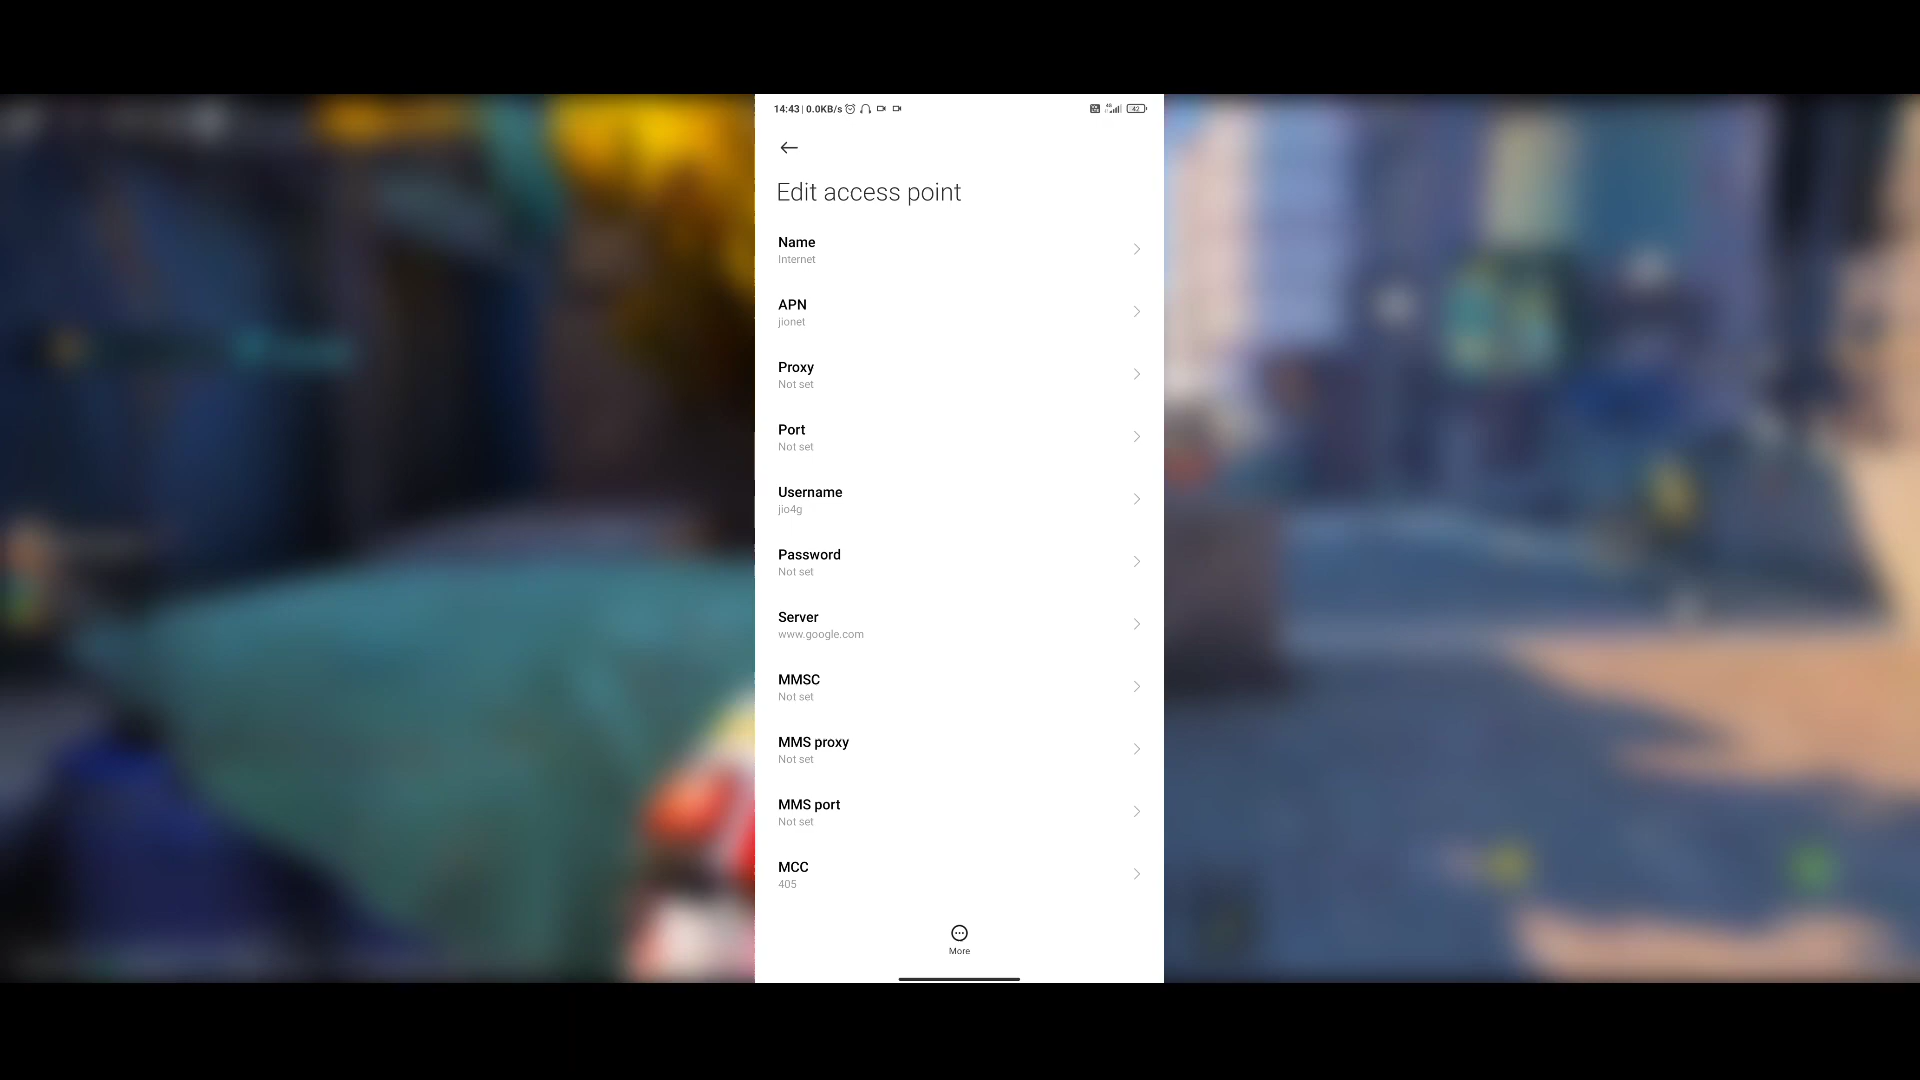 14:43 | 0.0KB/s
42
Edit access point
Name
Internet
APN
jionet
Proxy
Not set
Port
Not set
Username
jio4g
Password
Not set
Server
www.google.com
MMSC
Not set
MMS proxy
Not set
MMS port
Not set
MCC
405
More